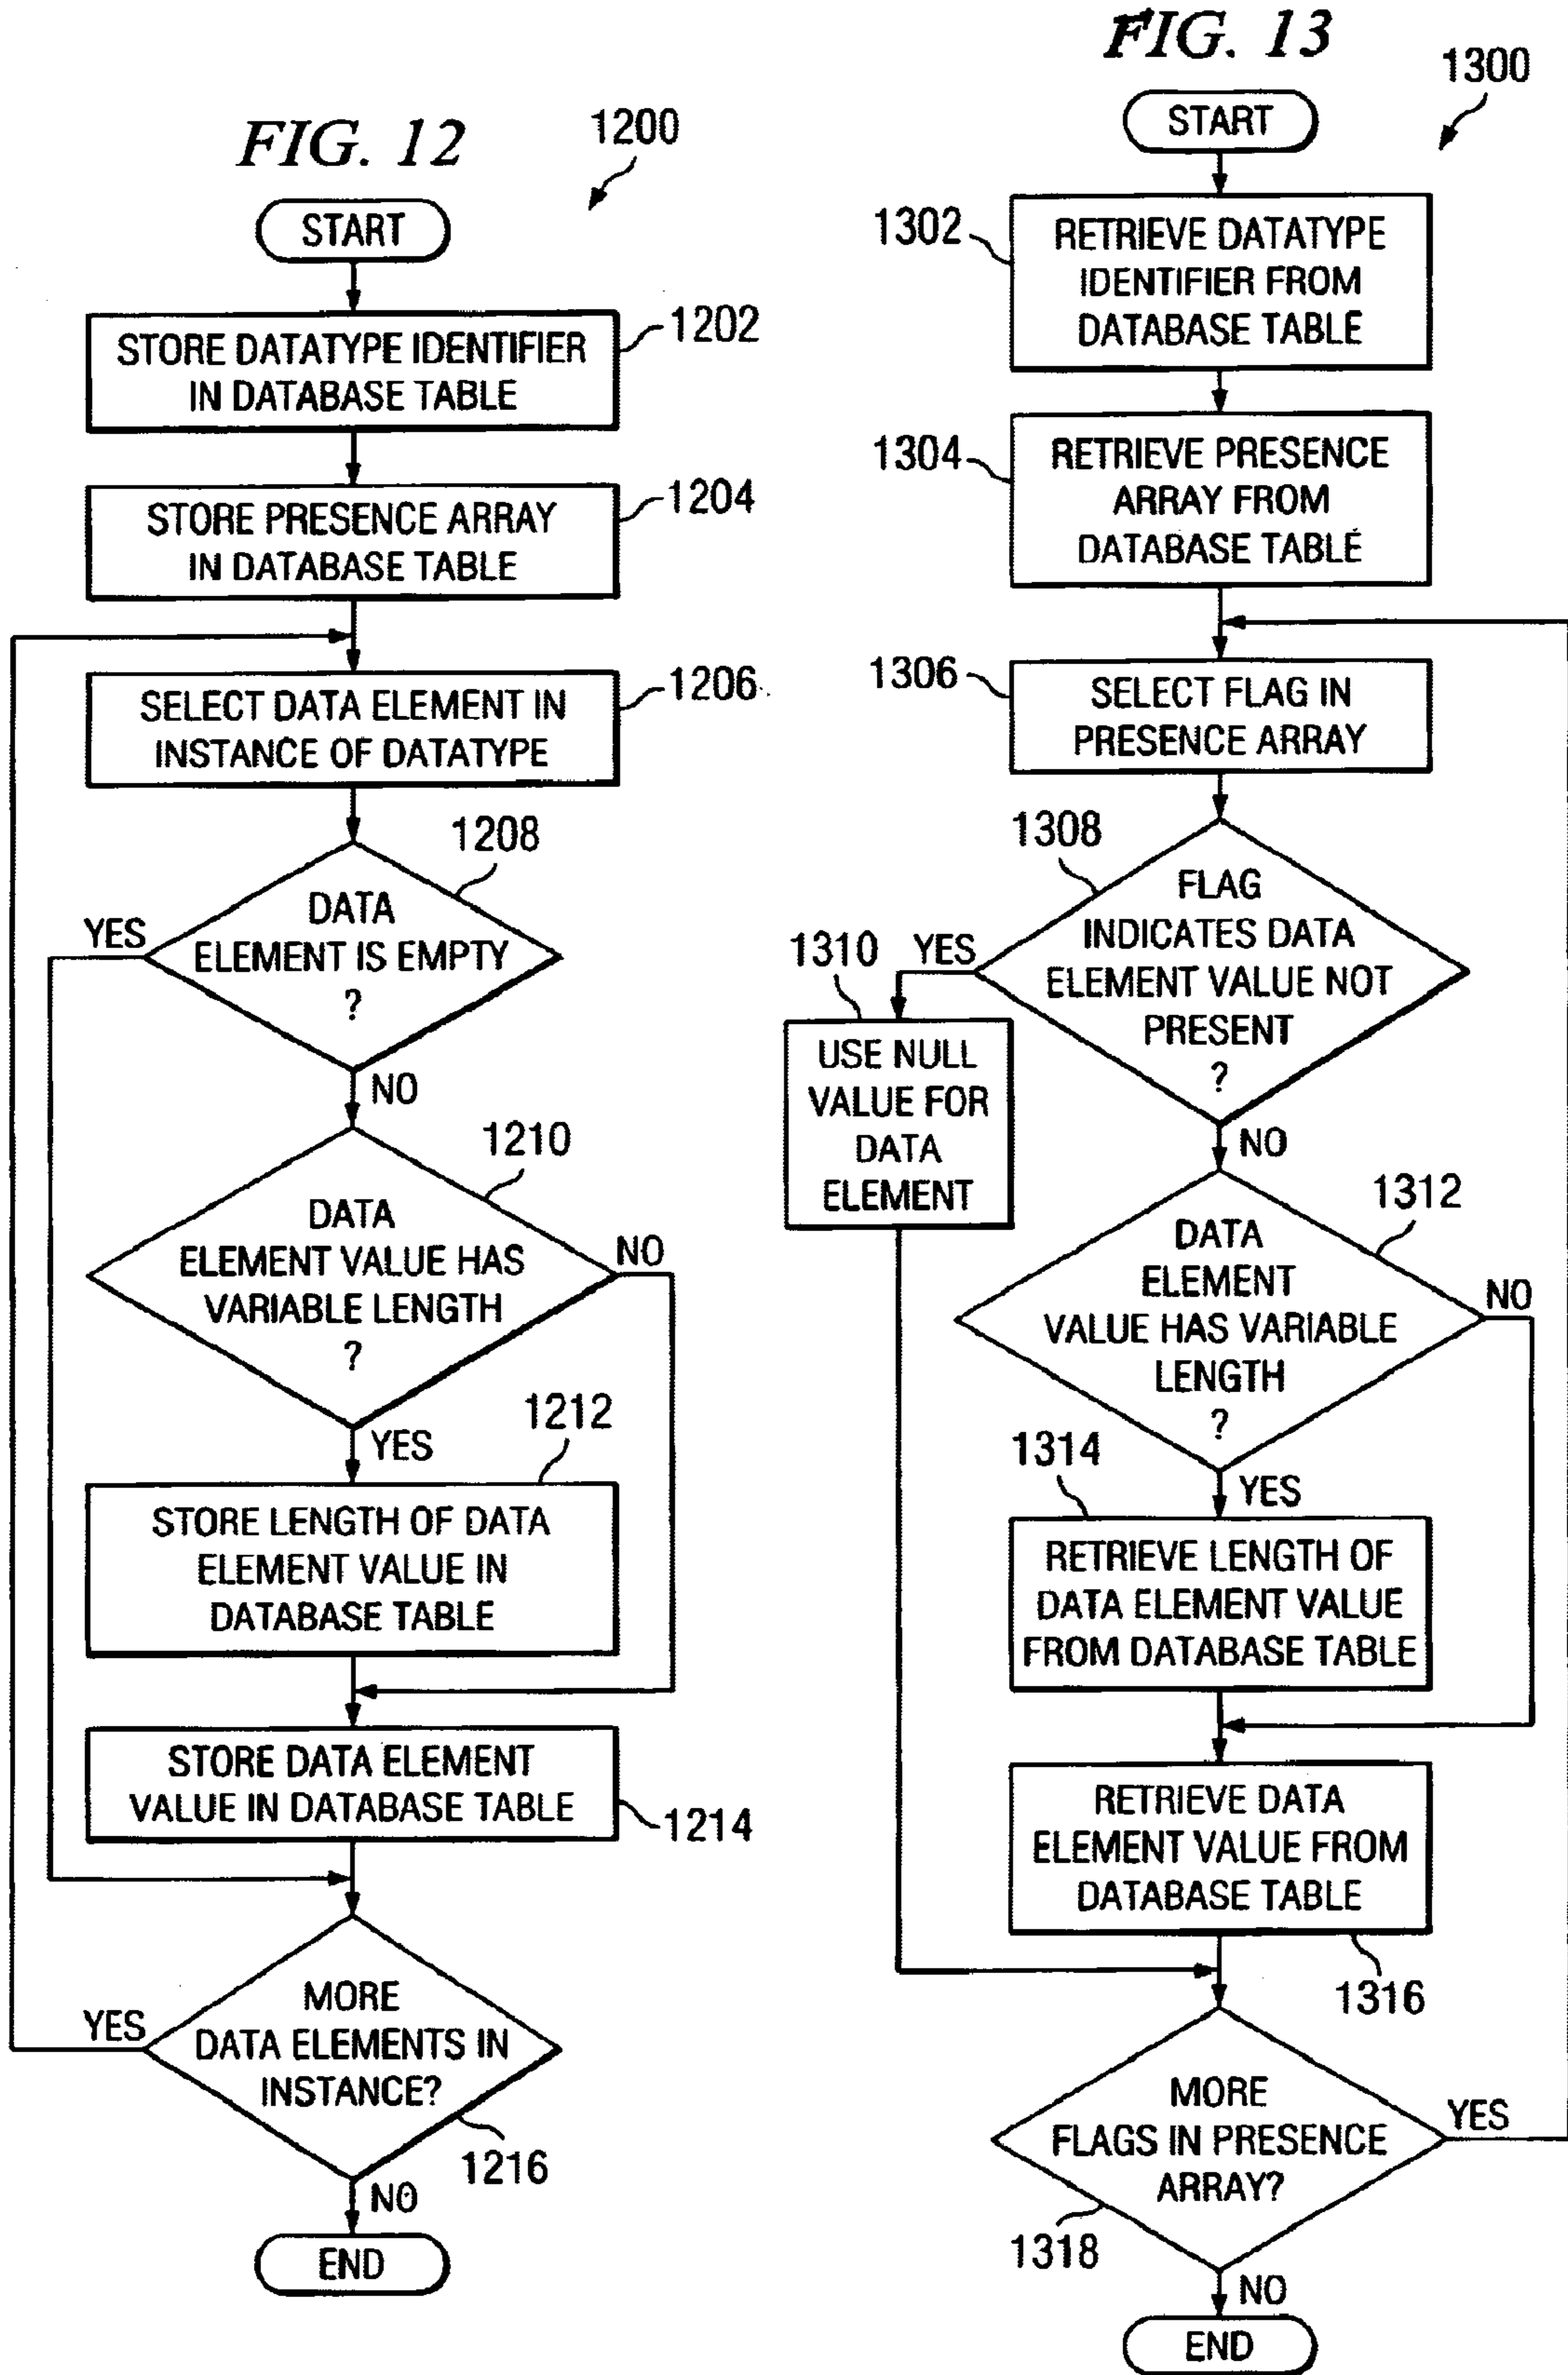 FIG. 12
1200
START
STORE DATATYPE IDENTIFIER
IN DATABASE TABLE
1202
STORE PRESENCE ARRAY
IN DATABASE TABLE
1204
SELECT DATA ELEMENT IN
INSTANCE OF DATATYPE
1206
1208
DATA
ELEMENT IS EMPTY
?
YES
NO
1210
DATA
ELEMENT VALUE HAS
VARIABLE LENGTH
?
NO
YES
1212
STORE LENGTH OF DATA
ELEMENT VALUE IN
DATABASE TABLE
STORE DATA ELEMENT
VALUE IN DATABASE TABLE
1214
MORE
DATA ELEMENTS IN
INSTANCE?
YES
1216
NO
END
FIG. 13
1300
START
1302
RETRIEVE DATATYPE
IDENTIFIER FROM
DATABASE TABLE
1304
RETRIEVE PRESENCE
ARRAY FROM
DATABASE TABLE
1306
SELECT FLAG IN
PRESENCE ARRAY
1308
FLAG
INDICATES DATA
ELEMENT VALUE NOT
PRESENT
?
YES
1310
USE NULL
VALUE FOR
DATA
ELEMENT
NO
1312
DATA
ELEMENT
VALUE HAS VARIABLE
LENGTH
?
NO
YES
1314
RETRIEVE LENGTH OF
DATA ELEMENT VALUE
FROM DATABASE TABLE
RETRIEVE DATA
ELEMENT VALUE FROM
DATABASE TABLE
1316
MORE
FLAGS IN PRESENCE
ARRAY?
YES
1318
NO
END